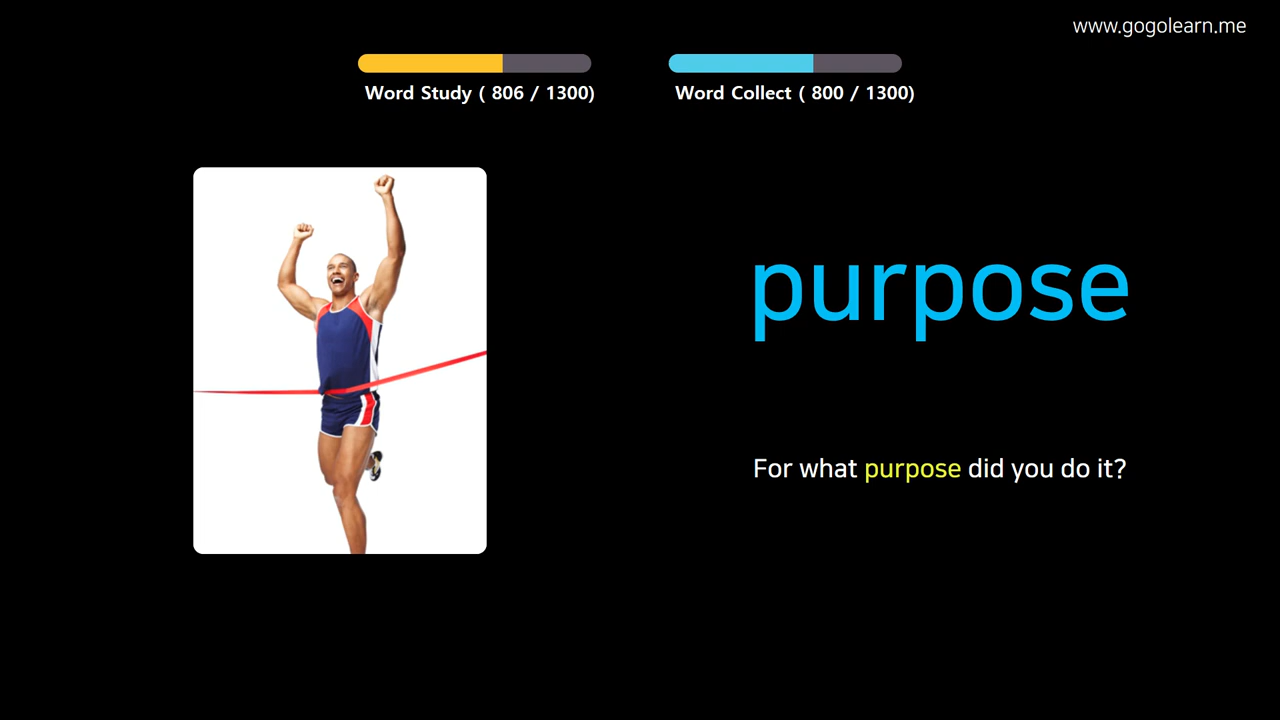 www.gogolearn.me
Word Study ( 806 / 1300)
Word Collect ( 800 / 1300)
purpose
For what purpose did you do it?